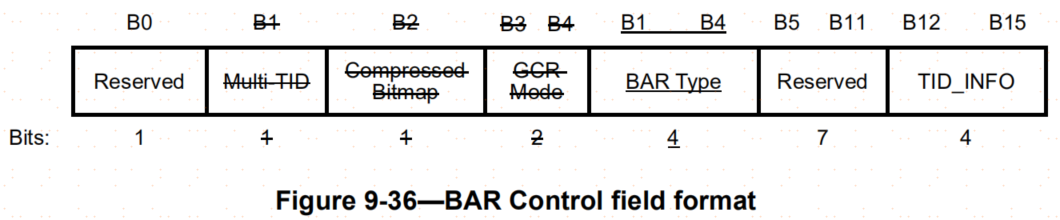 B0 B1 B2 B3 B4 B1 B4 B5 B11 B12 B15
Reserved Multi-TID Compressed Bitmap GCR Mode BAR Type Reserved TID_INFO
Bits: 1 1 1 2 4 7 4
Figure 9-36—BAR Control field format